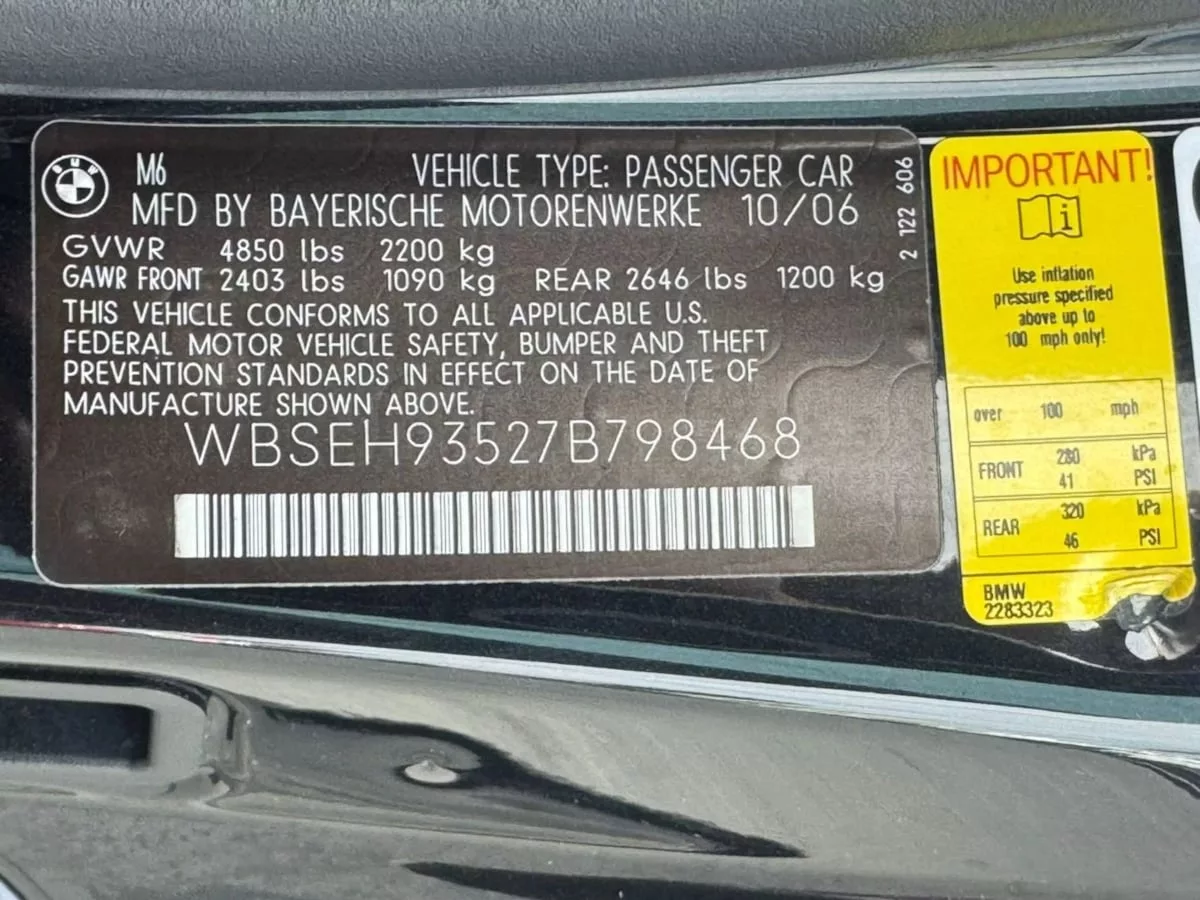 BMW
M6 VEHICLE TYPE: PASSENGER CAR
MFD BY BAYERISCHE MOTORENWERKE 10/06
GVWR 4850 lbs 2200 kg
GAWR FRONT 2403 lbs 1090 kg REAR 2646 lbs 1200 kg
THIS VEHICLE CONFORMS TO ALL APPLICABLE U.S.
FEDERAL MOTOR VEHICLE SAFETY, BUMPER AND THEFT
PREVENTION STANDARDS IN EFFECT ON THE DATE OF
MANUFACTURE SHOWN ABOVE.
WBSEH93527B798468
2 122 606
IMPORTANT!
i
Use inflation
pressure specified
above up to
100 mph only!
over 100 mph
FRONT 280 kPa
41 PSI
REAR 320 kPa
46 PSI
BMW
2283323